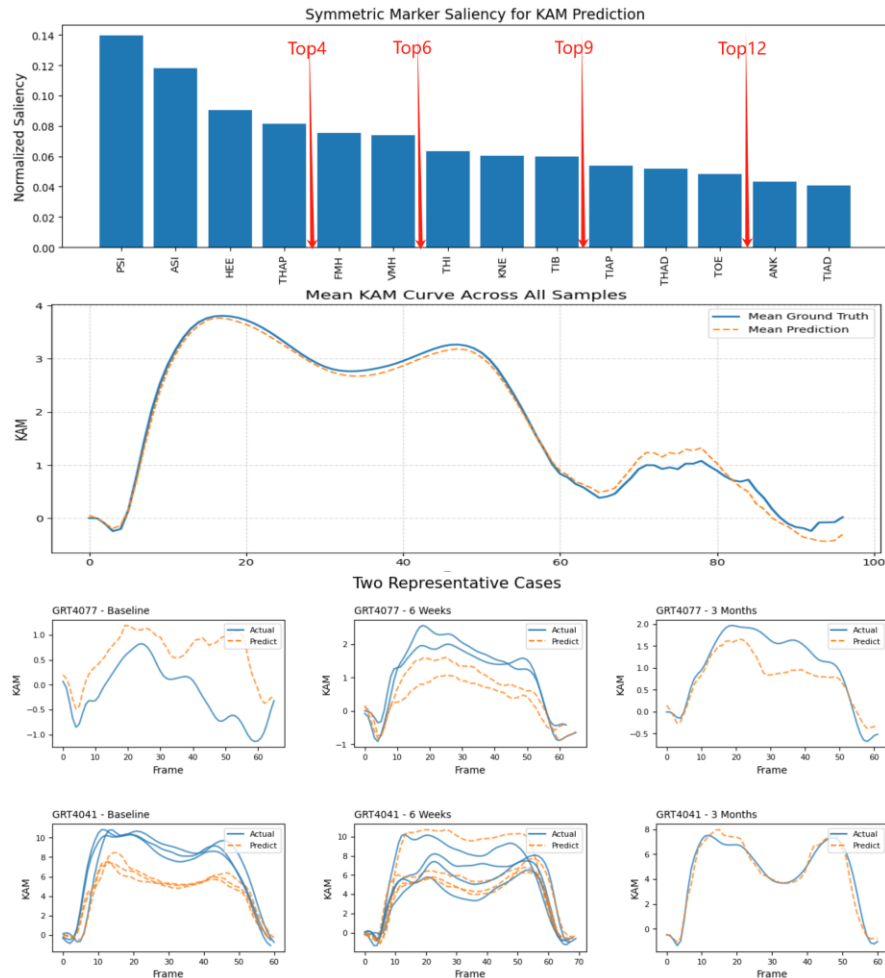 Symmetric Marker Saliency for KAM Prediction
Normalized Saliency
0.14
0.12
0.10
0.08
0.06
0.04
0.02
0.00
Top4
Top6
Top9
Top12
PSI
ASI
HEE
THAP
FMH
VMH
THI
KNE
TIB
TIAP
THAD
TOE
ANK
TIAD
Mean KAM Curve Across All Samples
KAM
4
3
2
1
0
Mean Ground Truth
Mean Prediction
0 20 40 60 80 100
Two Representative Cases
GRT4077 - Baseline
KAM
1.0
0.5
0.0
-0.5
-1.0
Actual
Predict
0 10 20 30 40 50 60
Frame
GRT4077 - 6 Weeks
KAM
2
1
0
-1
Actual
Predict
0 10 20 30 40 50 60
Frame
GRT4077 - 3 Months
KAM
2.0
1.5
1.0
0.5
0.0
-0.5
Actual
Predict
0 10 20 30 40 50 60
Frame
GRT4041 - Baseline
KAM
10
8
6
4
2
0
Actual
Predict
0 10 20 30 40 50 60
Frame
GRT4041 - 6 Weeks
KAM
10
8
6
4
2
0
Actual
Predict
0 10 20 30 40 50 60 70
Frame
GRT4041 - 3 Months
KAM
8
6
4
2
0
Actual
Predict
0 10 20 30 40 50 60
Frame